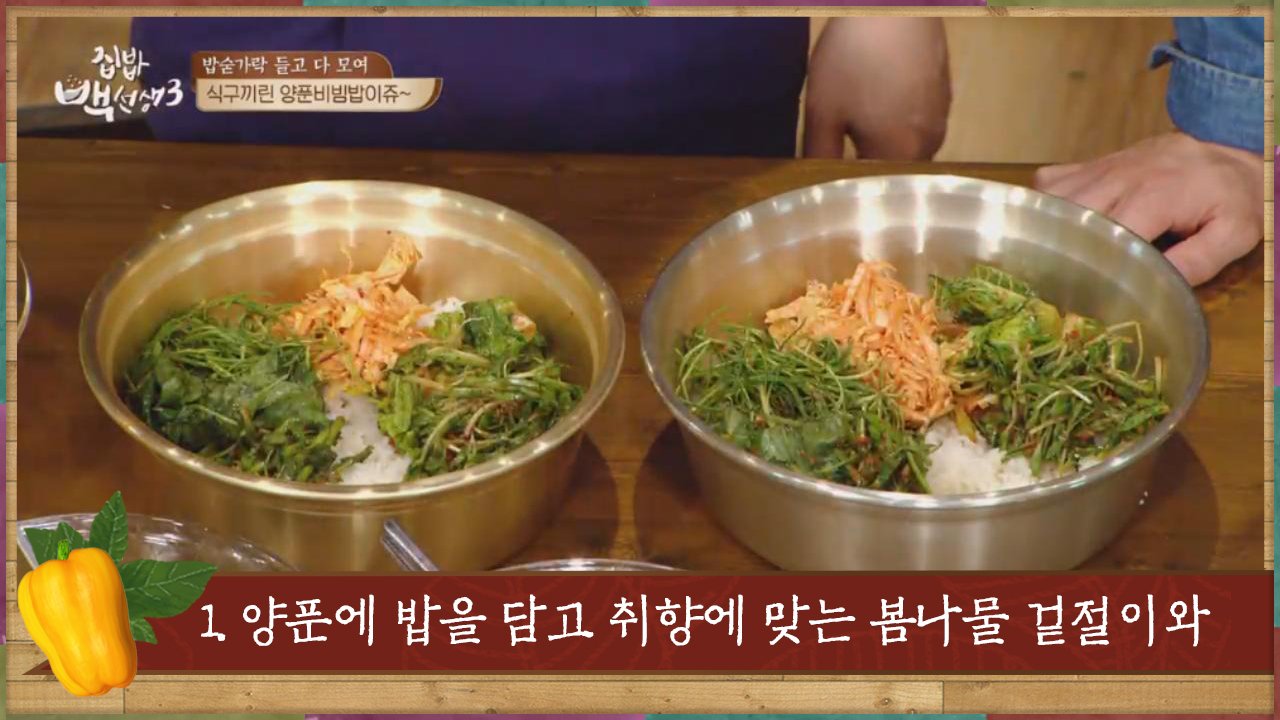 집밥
백선생3
밥숟가락 들고 다 모여
식구끼린 양푼비빔밥이쥬~
1. 양푼에 밥을 담고 취향에 맞는 봄나물 겉절이와